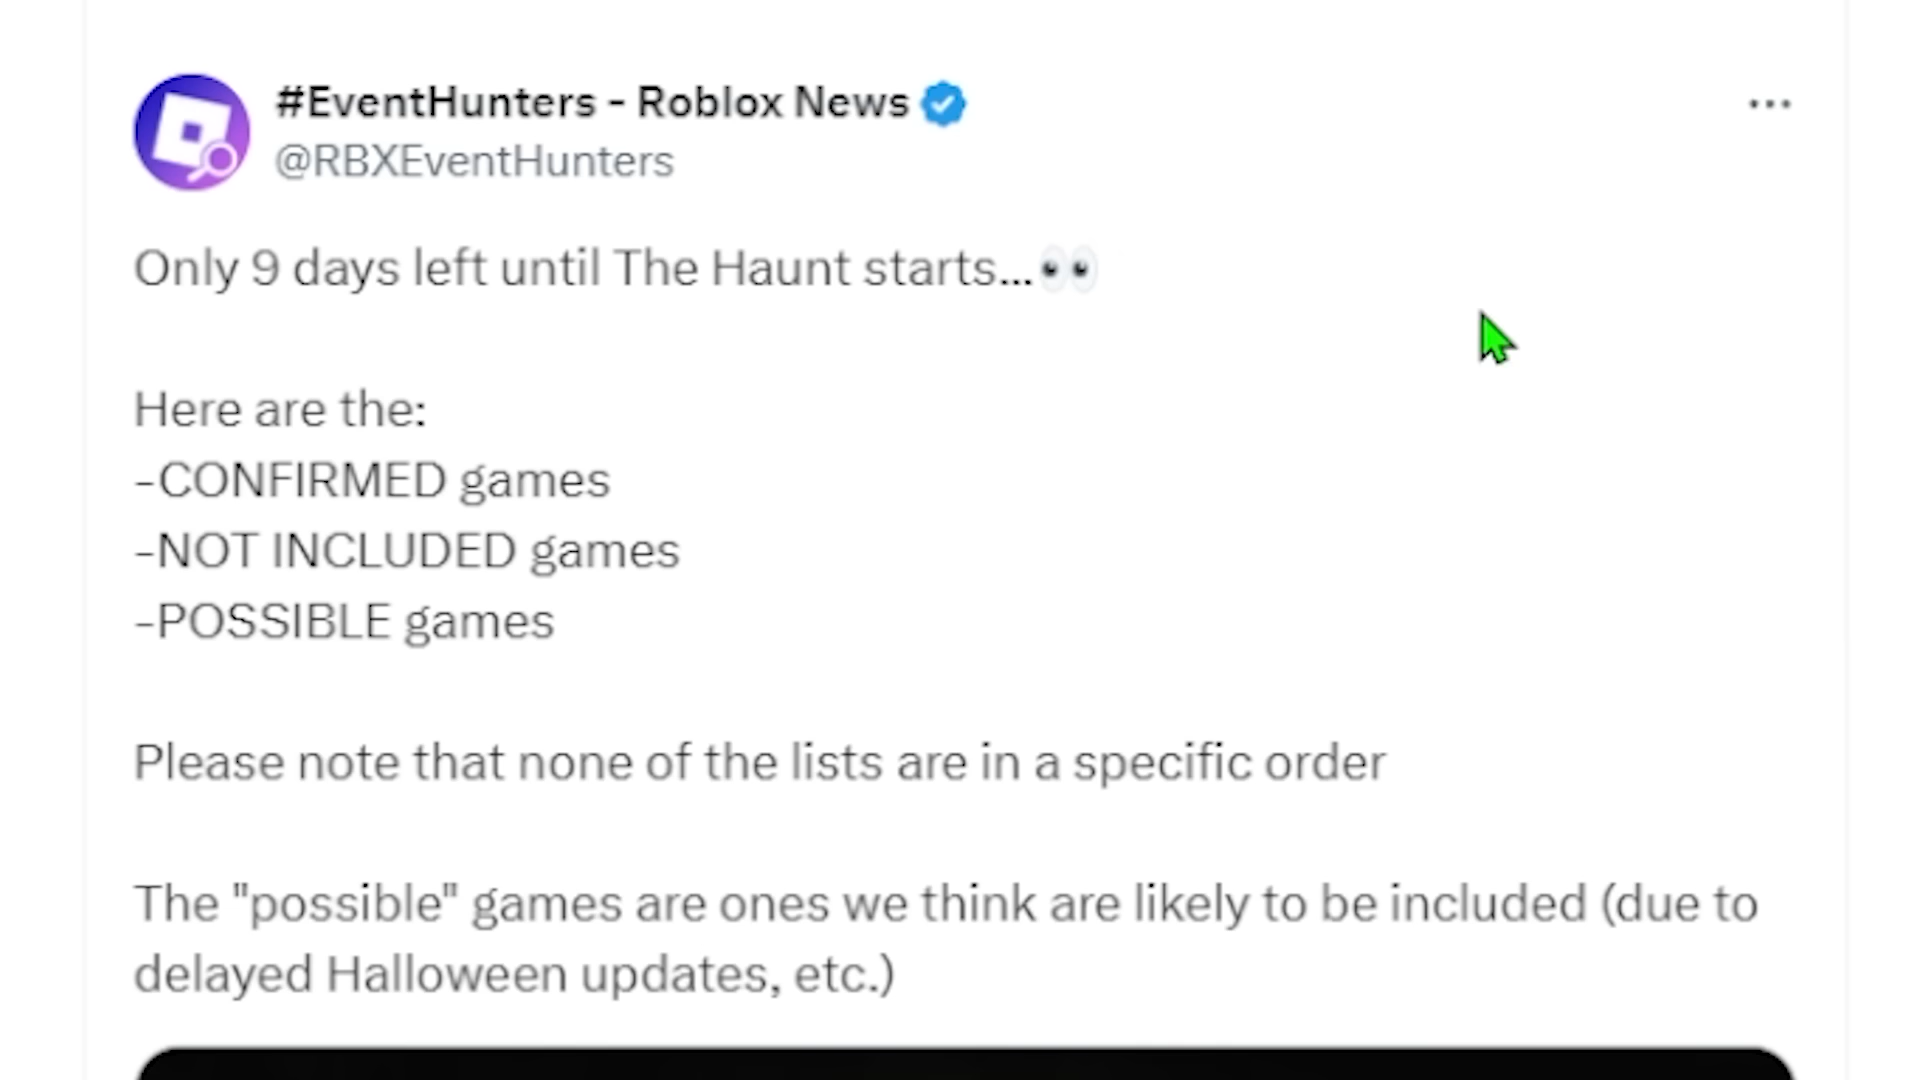 #EventHunters - Roblox News
@RBXEventHunters
Only 9 days left until The Haunt starts...👀
Here are the:
-CONFIRMED games
-NOT INCLUDED games
-POSSIBLE games
Please note that none of the lists are in a specific order
The "possible" games are ones we think are likely to be included (due to
delayed Halloween updates, etc.)